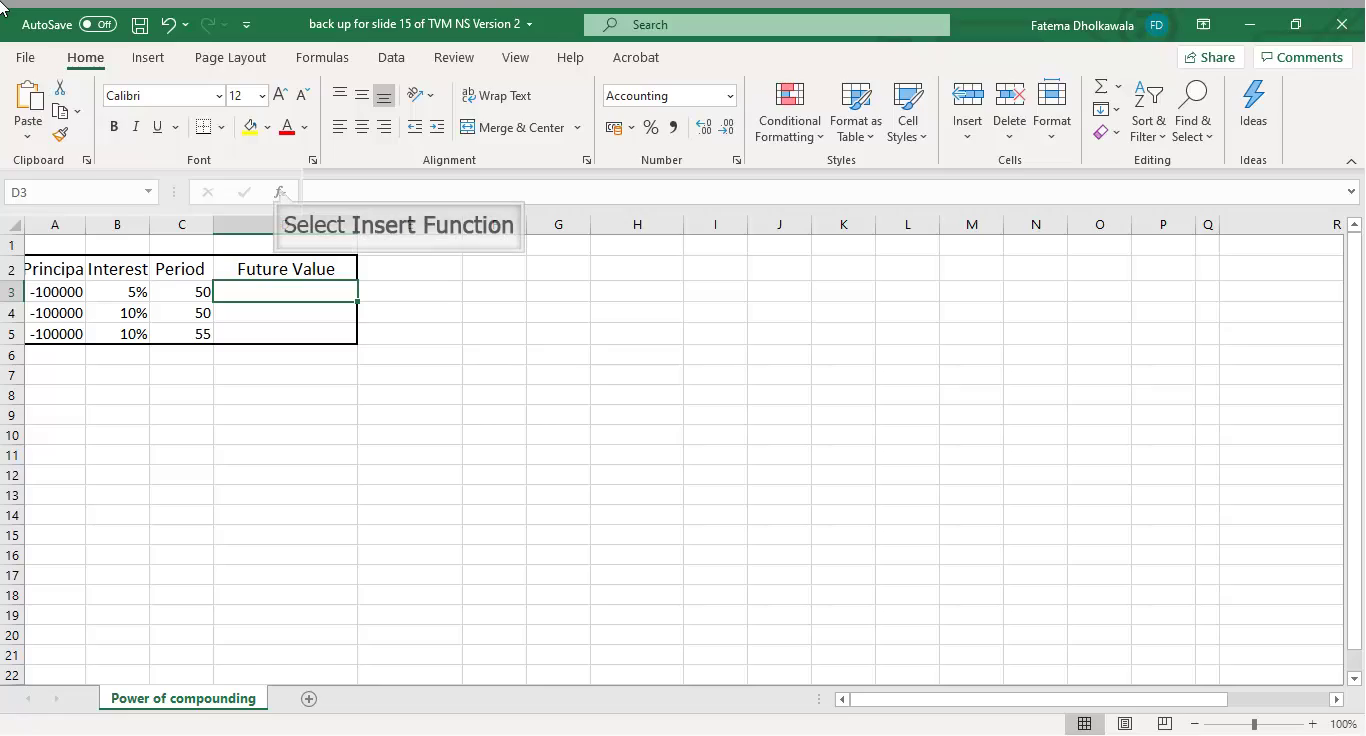 AutoSave Off back up for slide 15 of TVM NS Version 2 Search Fatema Dholkawala FD
File Home Insert Page Layout Formulas Data Review View Help Acrobat Share Comments
Paste Calibri 12 A A Wrap Text Accounting Conditional Formatting Format as Table Cell Styles Insert Delete Format Sort & Filter Find & Select Ideas
B I U A Merge & Center % 9
Clipboard Font Alignment Number Styles Cells Editing Ideas
D3 fx
Select Insert Function
A B C G H I J K L M N O P Q R
1
2 Principa Interest Period Future Value
3 -100000 5% 50
4 -100000 10% 50
5 -100000 10% 55
6
7
8
9
10
11
12
13
14
15
16
17
18
19
20
21
22
Power of compounding
100%